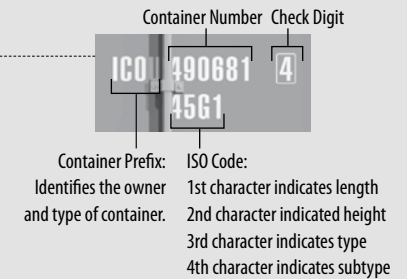 Container Number Check Digit
ICOU 490681 4
45G1
Container Prefix:
Identifies the owner
and type of container.
ISO Code:
1st character indicates length
2nd character indicated height
3rd character indicates type
4th character indicates subtype